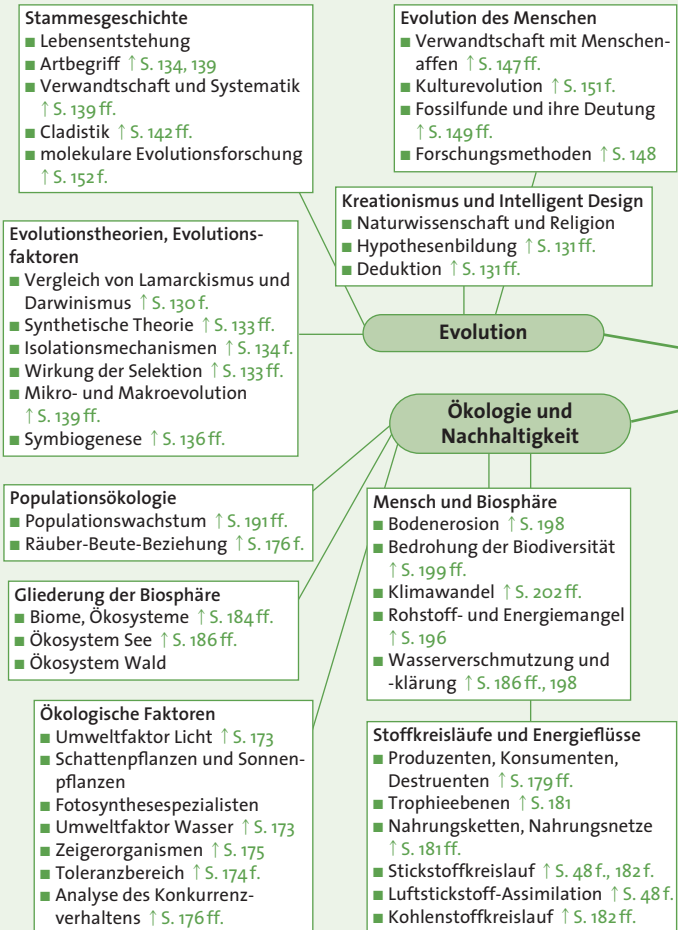 Stammesgeschichte
■ Lebensentstehung
■ Artbegriff ↑ S. 134, 139
■ Verwandtschaft und Systematik
↑ S. 139 ff.
■ Cladistik ↑ S. 142 ff.
■ molekulare Evolutionsforschung
↑ S. 152 f.
Evolution des Menschen
■ Verwandtschaft mit Menschen-
affen ↑ S. 147 ff.
■ Kulturevolution ↑ S. 151 f.
■ Fossilfunde und ihre Deutung
↑ S. 149 ff.
■ Forschungsmethoden ↑ S. 148
Kreationismus und Intelligent Design
■ Naturwissenschaft und Religion
■ Hypothesenbildung ↑ S. 131 ff.
■ Deduktion ↑ S. 131 ff.
Evolutionstheorien, Evolutions-
faktoren
■ Vergleich von Lamarckismus und
Darwinismus ↑ S. 130 f.
■ Synthetische Theorie ↑ S. 133 ff.
■ Isolationsmechanismen ↑ S. 134 f.
■ Wirkung der Selektion ↑ S. 133 ff.
■ Mikro- und Makroevolution
↑ S. 139 ff.
■ Symbiogenese ↑ S. 136 ff.
Evolution
Ökologie und
Nachhaltigkeit
Populationsökologie
■ Populationswachstum ↑ S. 191 ff.
■ Räuber-Beute-Beziehung ↑ S. 176 f.
Gliederung der Biosphäre
■ Biome, Ökosysteme ↑ S. 184 ff.
■ Ökosystem See ↑ S. 186 ff.
■ Ökosystem Wald
Ökologische Faktoren
■ Umweltfaktor Licht ↑ S. 173
■ Schattenpflanzen und Sonnen-
pflanzen
■ Fotosynthesespezialisten
■ Umweltfaktor Wasser ↑ S. 173
■ Zeigerorganismen ↑ S. 175
■ Toleranzbereich ↑ S. 174 f.
■ Analyse des Konkurrenz-
verhaltens ↑ S. 176 ff.
Mensch und Biosphäre
■ Bodenerosion ↑ S. 198
■ Bedrohung der Biodiversität
↑ S. 199 ff.
■ Klimawandel ↑ S. 202 ff.
■ Rohstoff- und Energiemangel
↑ S. 196
■ Wasserverschmutzung und
-klärung ↑ S. 186 ff., 198
Stoffkreisläufe und Energieflüsse
■ Produzenten, Konsumenten,
Destruenten ↑ S. 179 ff.
■ Trophieebenen ↑ S. 181
■ Nahrungsketten, Nahrungsnetze
↑ S. 181 ff.
■ Stickstoffkreislauf ↑ S. 48 f., 182 f.
■ Luftstickstoff-Assimilation ↑ S. 48 f.
■ Kohlenstoffkreislauf ↑ S. 182 ff.